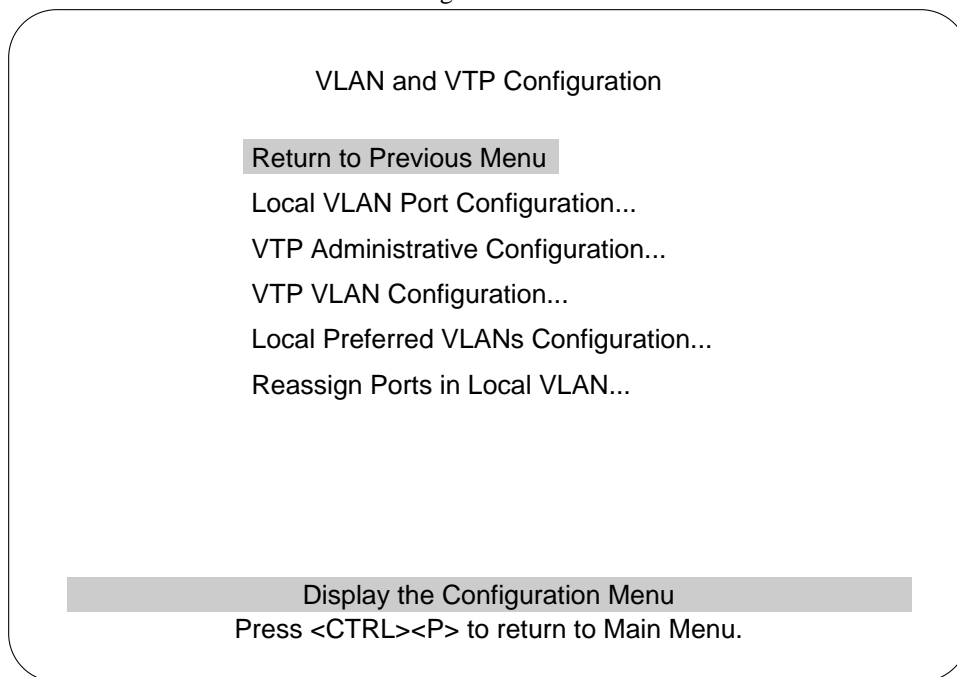 VLAN and VTP Configuration
Return to Previous Menu
Local VLAN Port Configuration...
VTP Administrative Configuration...
VTP VLAN Configuration...
Local Preferred VLANs Configuration...
Reassign Ports in Local VLAN...
Display the Configuration Menu
Press <CTRL><P> to return to Main Menu.